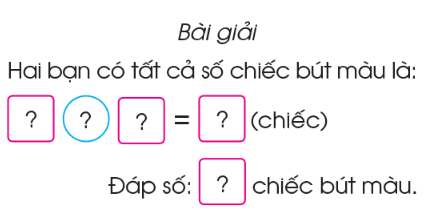 Bài giải
Hai bạn có tất cả số chiếc bút màu là:
? ? ? = ? (chiếc)
Đáp số: ? chiếc bút màu.